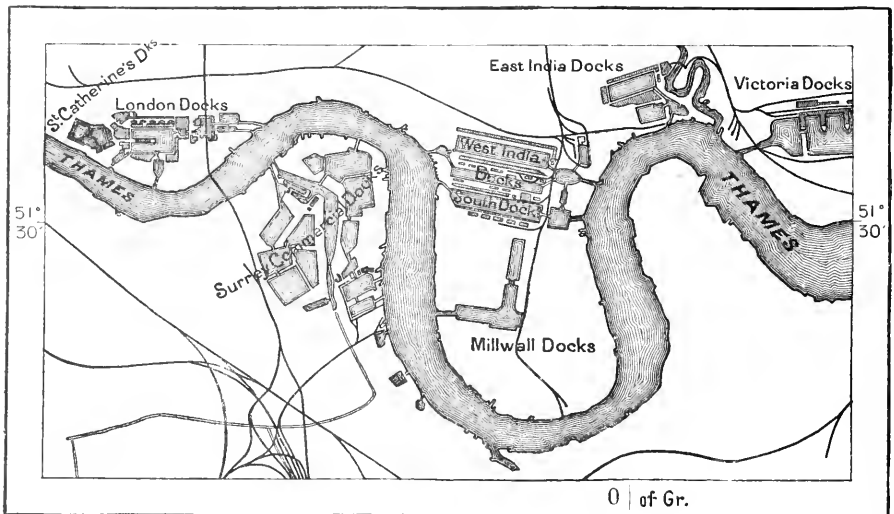 St. Catherine's Dks
London Docks
East India Docks
Victoria Docks
THAMES
West India
Docks
South Dock
THAMES
51°
30'
51°
30'
Surrey Commercial Docks
Millwall Docks
0 | of Gr.